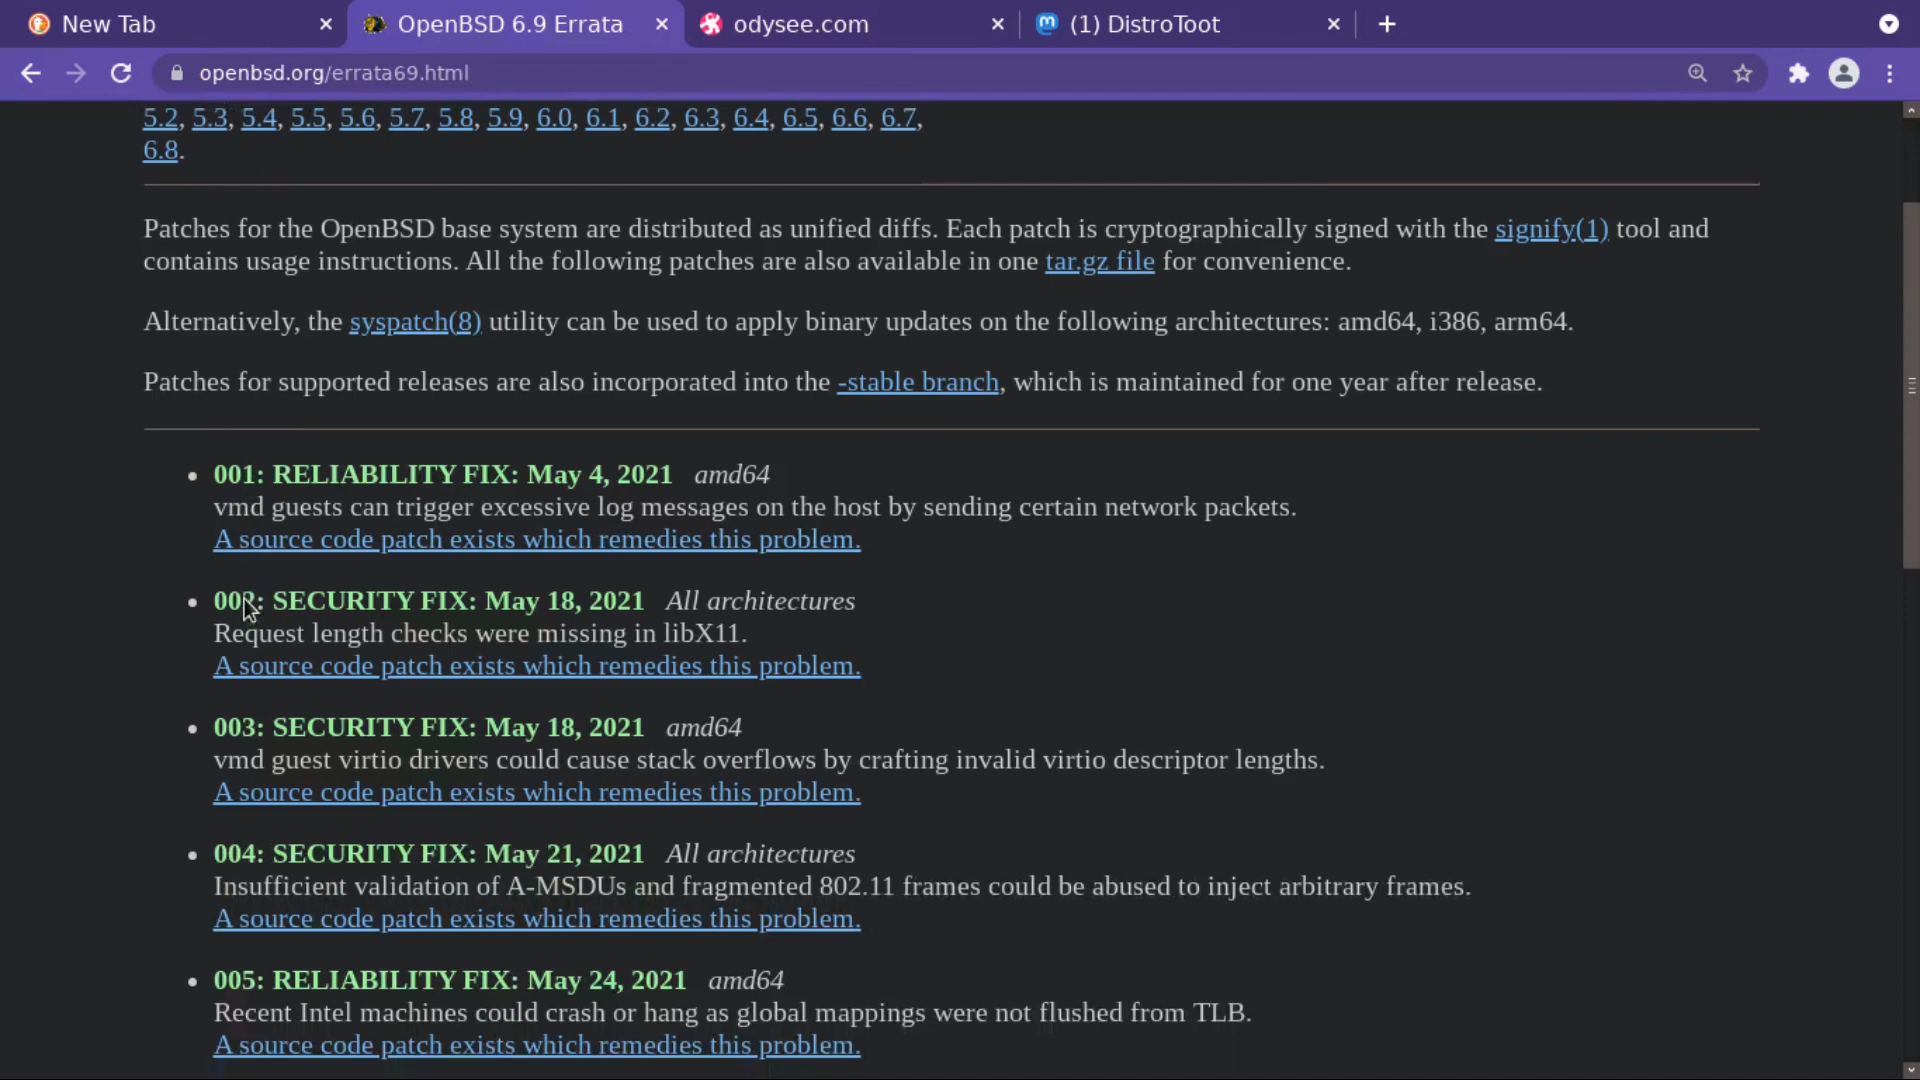 New Tab
OpenBSD 6.9 Errata
odysee.com
(1) DistroToot
openbsd.org/errata69.html
5.2, 5.3, 5.4, 5.5, 5.6, 5.7, 5.8, 5.9, 6.0, 6.1, 6.2, 6.3, 6.4, 6.5, 6.6, 6.7,
6.8.
Patches for the OpenBSD base system are distributed as unified diffs. Each patch is cryptographically signed with the signify(1) tool and
contains usage instructions. All the following patches are also available in one tar.gz file for convenience.
Alternatively, the syspatch(8) utility can be used to apply binary updates on the following architectures: amd64, i386, arm64.
Patches for supported releases are also incorporated into the -stable branch, which is maintained for one year after release.
• 001: RELIABILITY FIX: May 4, 2021 amd64
vmd guests can trigger excessive log messages on the host by sending certain network packets.
A source code patch exists which remedies this problem.
• 002: SECURITY FIX: May 18, 2021 All architectures
Request length checks were missing in libX11.
A source code patch exists which remedies this problem.
• 003: SECURITY FIX: May 18, 2021 amd64
vmd guest virtio drivers could cause stack overflows by crafting invalid virtio descriptor lengths.
A source code patch exists which remedies this problem.
• 004: SECURITY FIX: May 21, 2021 All architectures
Insufficient validation of A-MSDUs and fragmented 802.11 frames could be abused to inject arbitrary frames.
A source code patch exists which remedies this problem.
• 005: RELIABILITY FIX: May 24, 2021 amd64
Recent Intel machines could crash or hang as global mappings were not flushed from TLB.
A source code patch exists which remedies this problem.